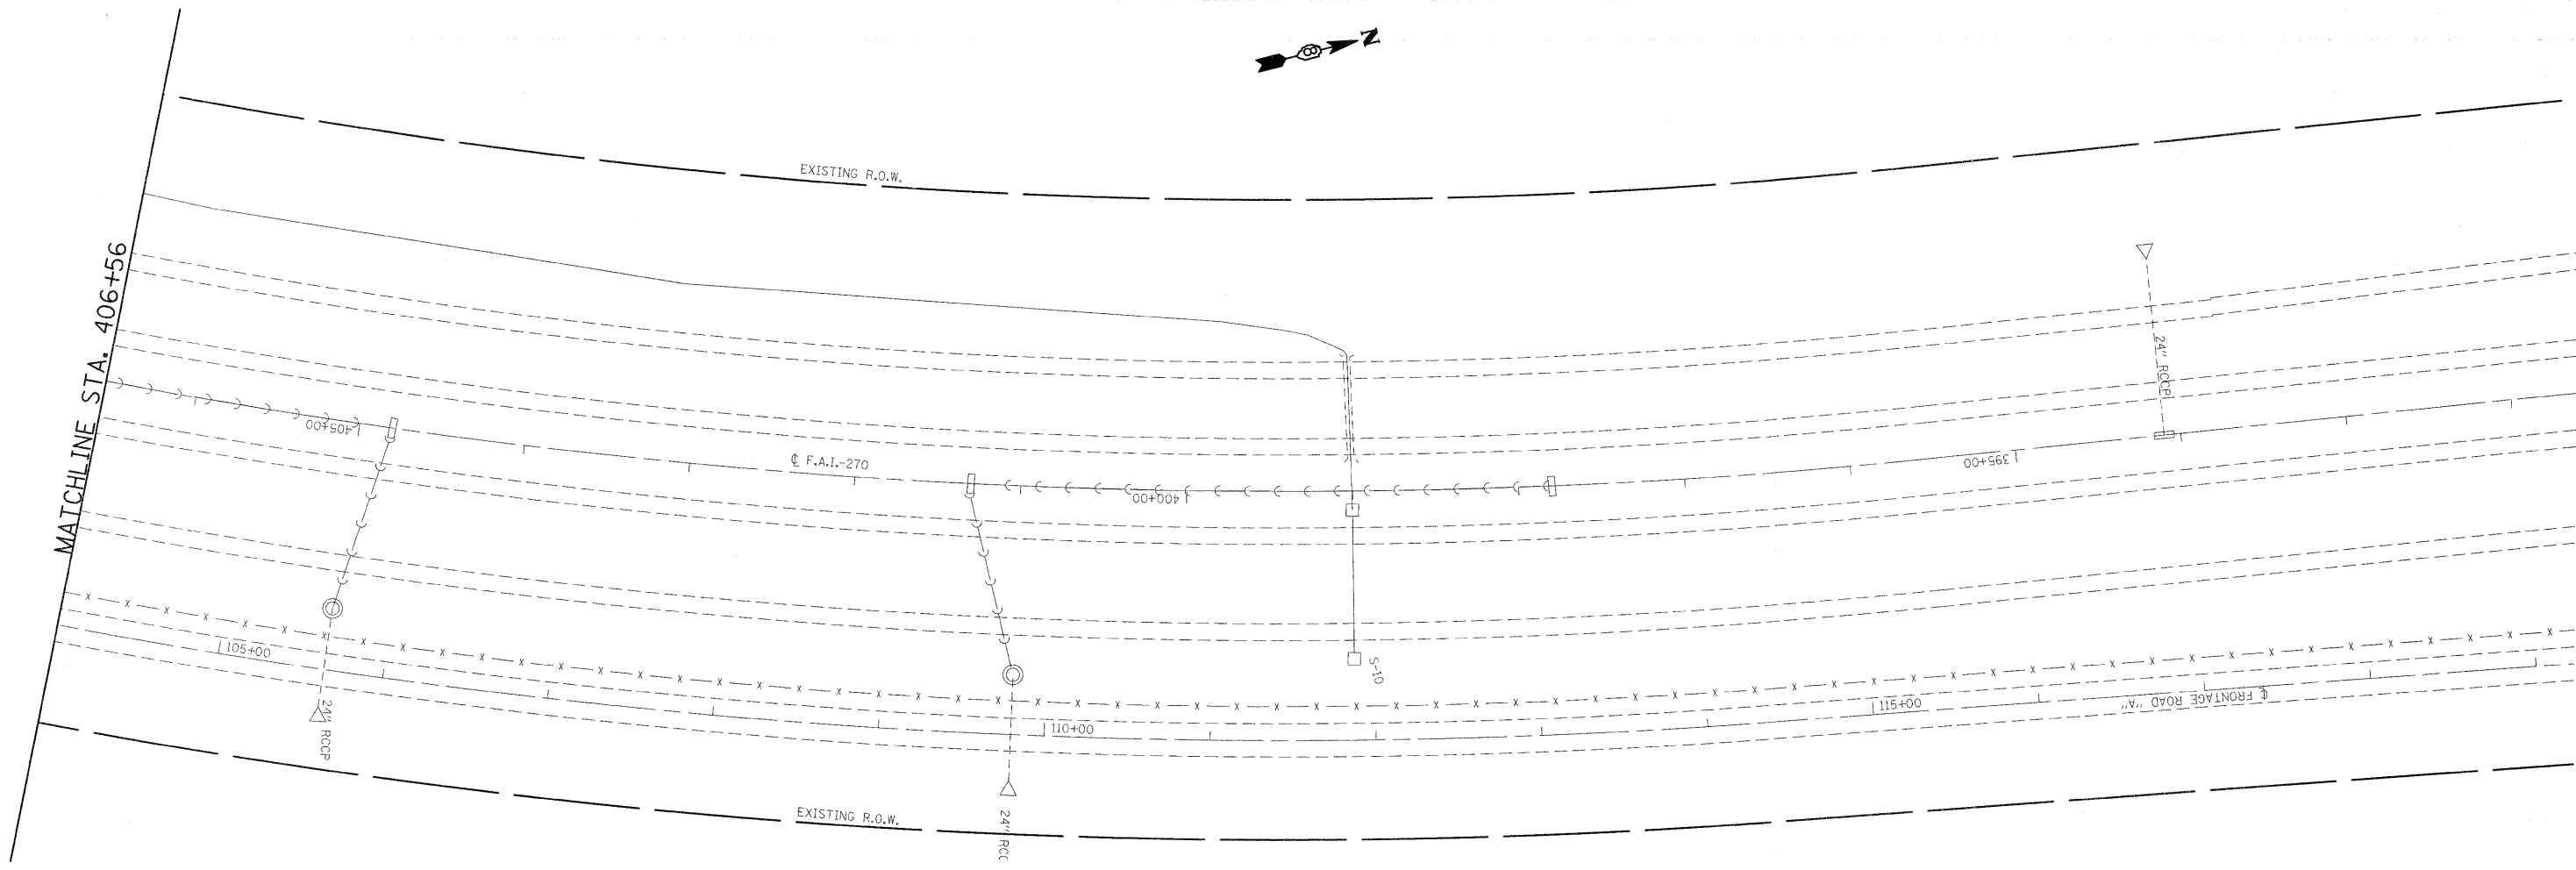 N
EXISTING R.O.W.
MATCHLINE STA. 406+56
24" RCCP
405+00
℄ F.A.I.-270
400+00
395+00
105+00
S-10
24" RCCP
110+00
115+00
℄ FRONTAGE ROAD "A"
EXISTING R.O.W.
24" RCC